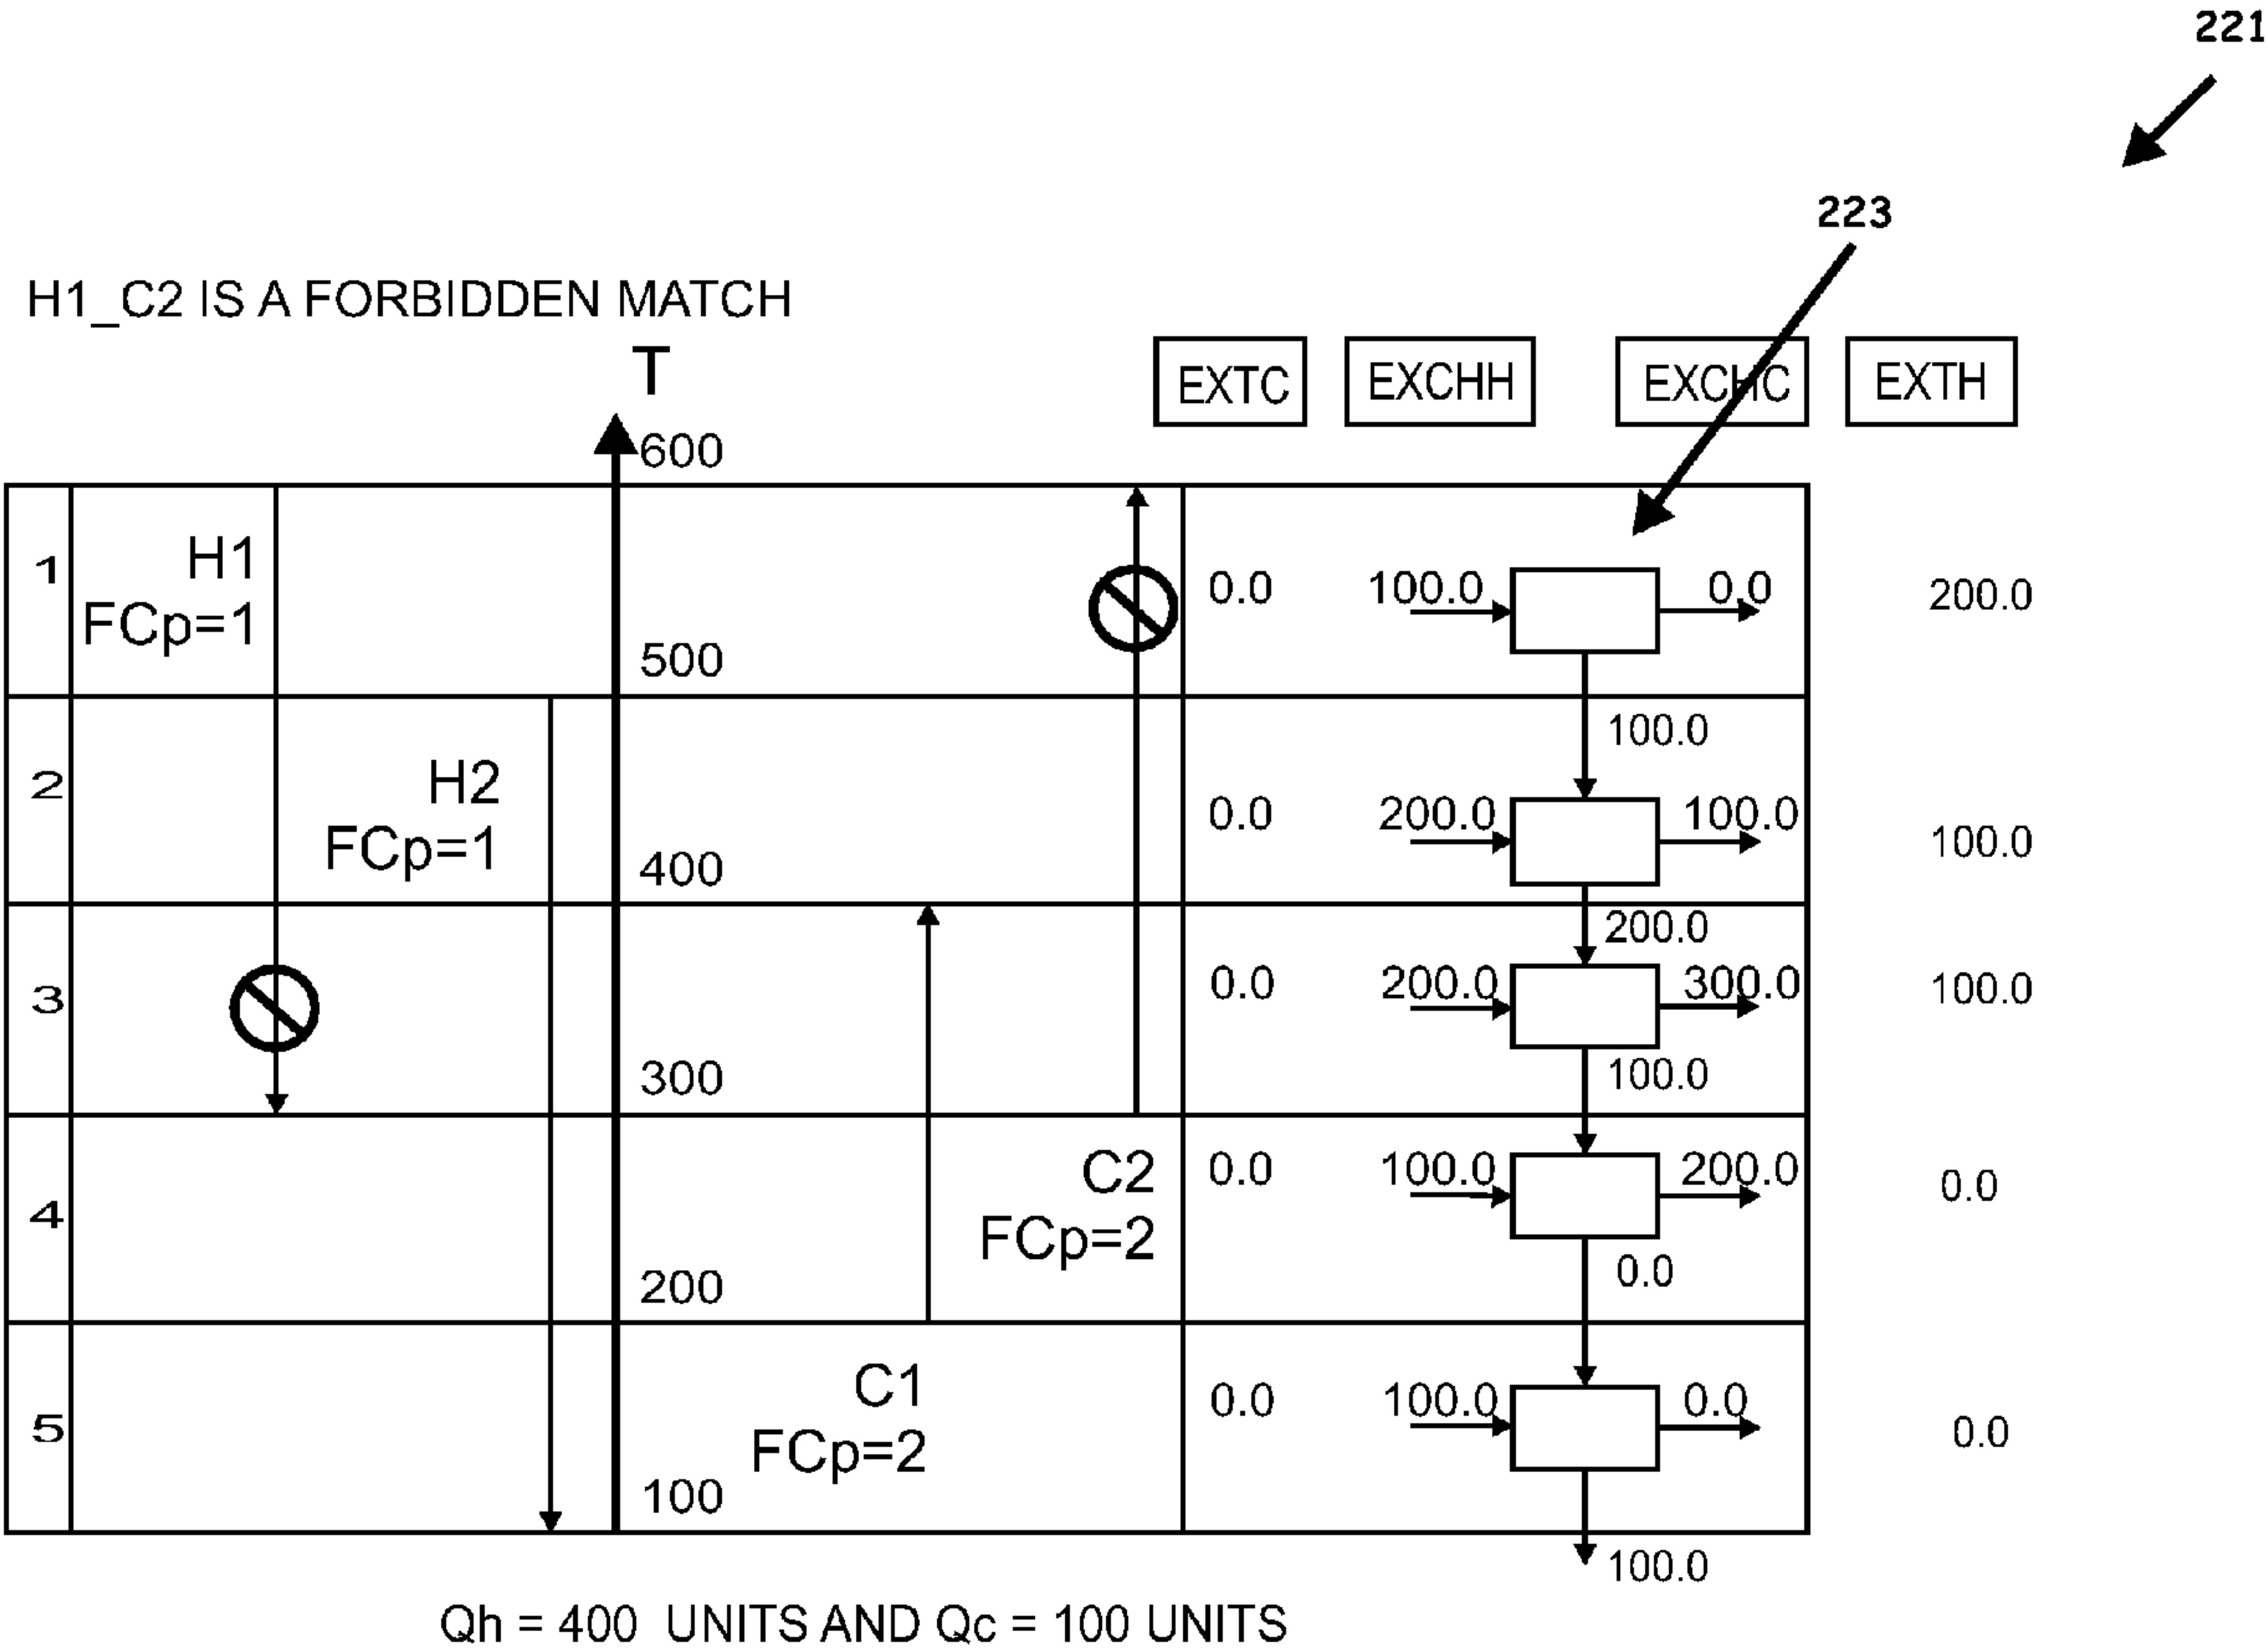 221
223
H1_C2 IS A FORBIDDEN MATCH
T
EXTC EXCHH EXCHC EXTH
600
1 H1 0.0 100.0 0.0 200.0
FCp=1
500
100.0
2 H2 0.0 200.0 100.0 100.0
FCp=1
400
200.0
3 0.0 200.0 300.0 100.0
300
100.0
4 C2 0.0 100.0 200.0 0.0
FCp=2
200
0.0
5 C1 0.0 100.0 0.0 0.0
FCp=2
100
100.0
Qh = 400 UNITS AND Qc = 100 UNITS